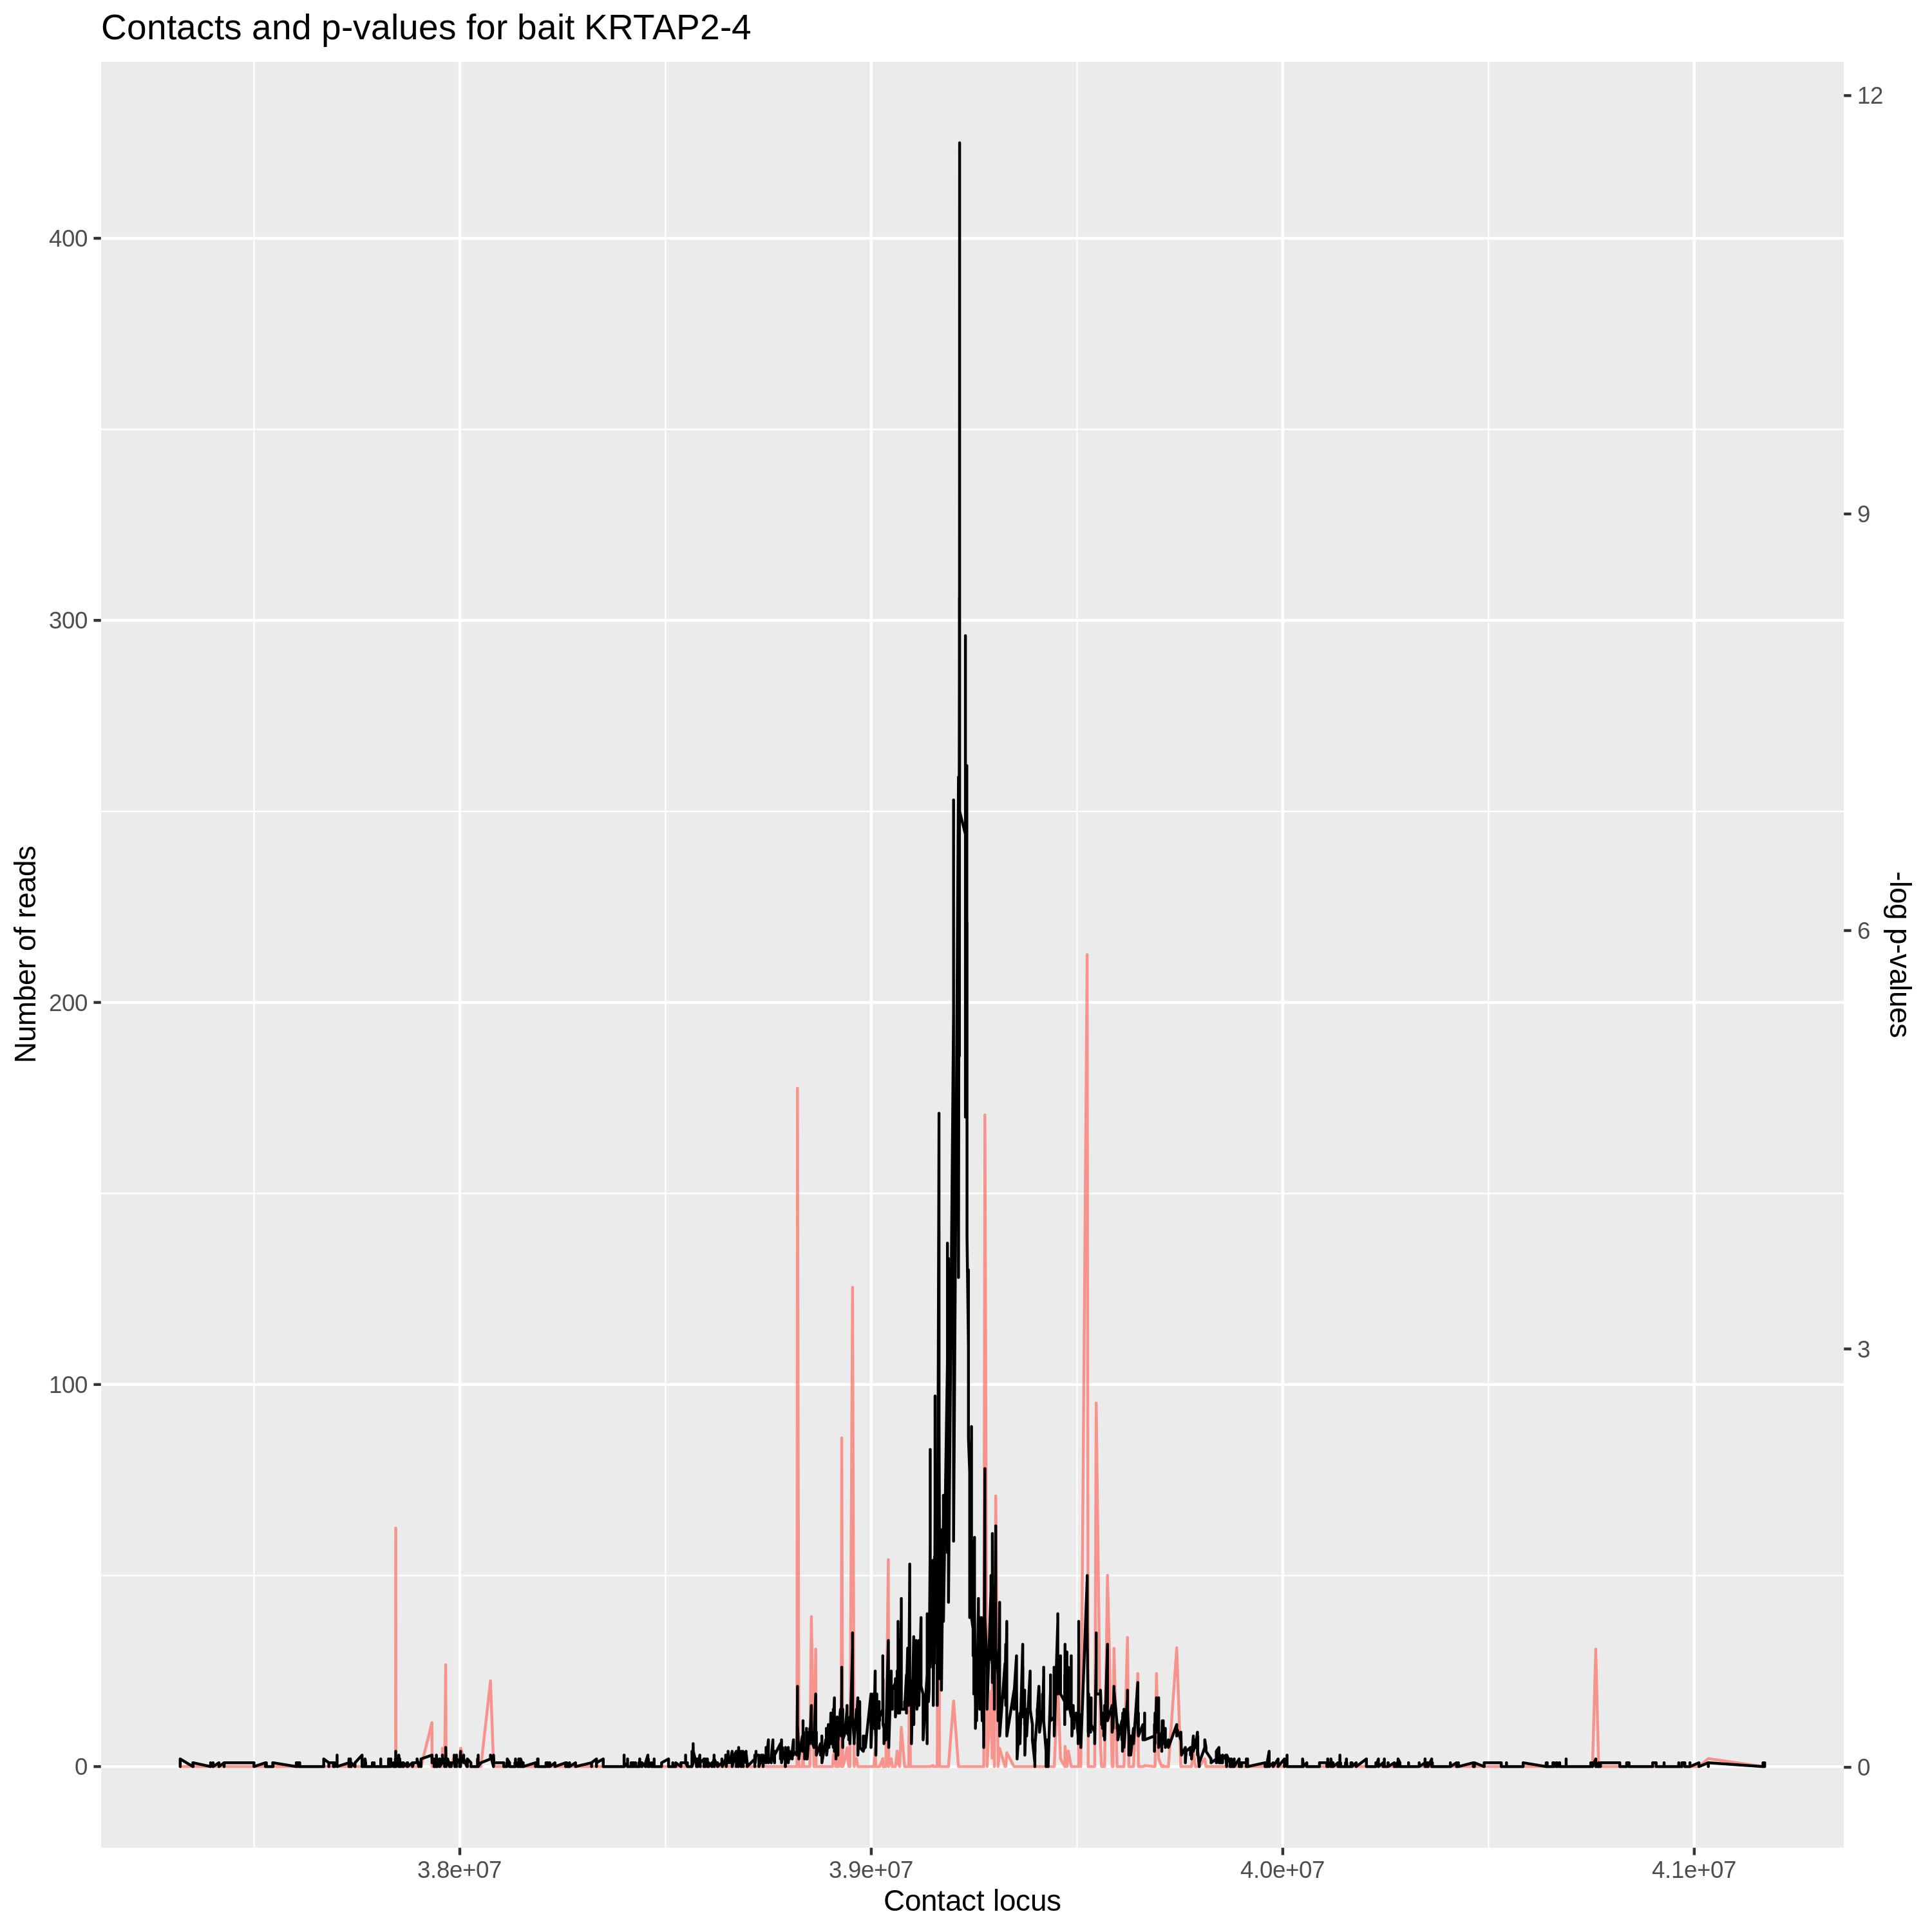 Contacts and p-values for bait KRTAP2-4
Number of reads
400
300
200
100
0
12
9
6
3
0
-log p-values
3.8e+07
3.9e+07
4.0e+07
4.1e+07
Contact locus